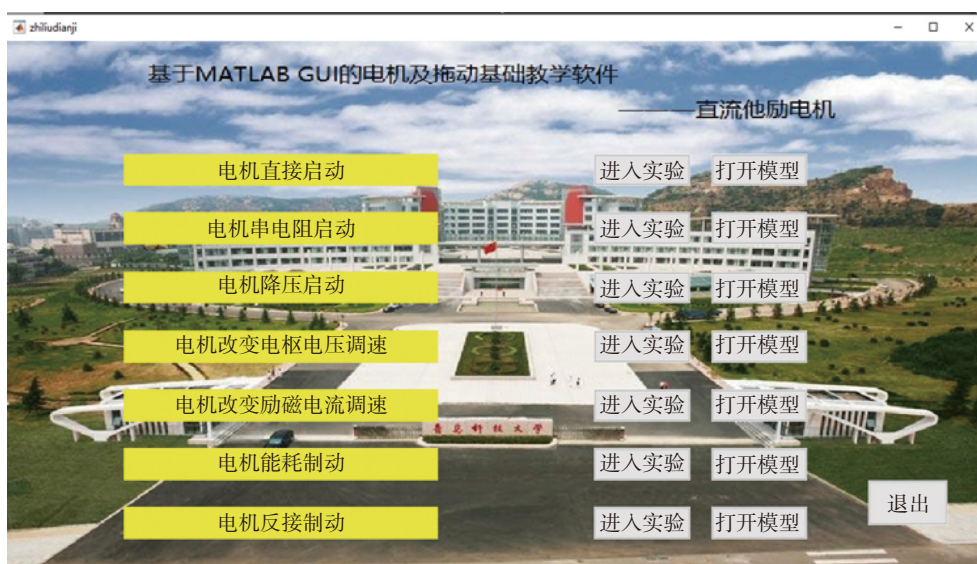 zhiliudianji
基于MATLAB GUI的电机及拖动基础教学软件
————直流他励电机
电机直接启动 进入实验 打开模型
电机串电阻启动 进入实验 打开模型
电机降压启动 进入实验 打开模型
电机改变电枢电压调速 进入实验 打开模型
电机改变励磁电流调速 进入实验 打开模型
青岛科技大学
电机能耗制动 进入实验 打开模型
退出
电机反接制动 进入实验 打开模型